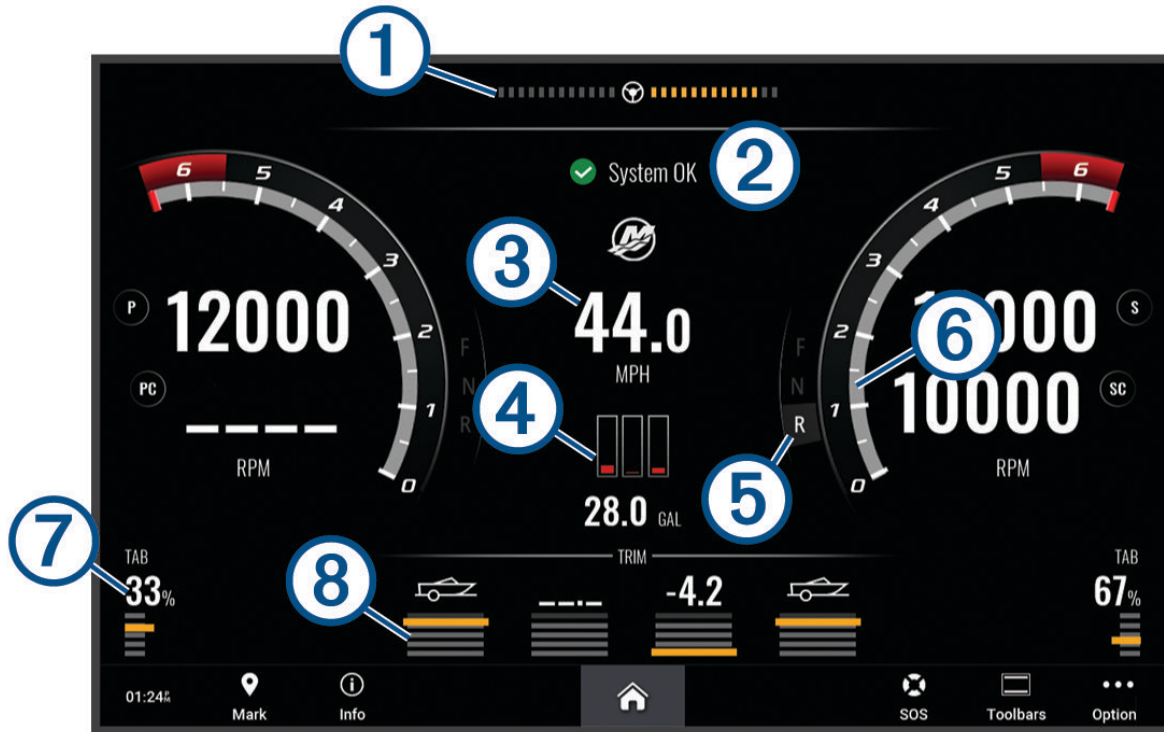 1
2
System OK
3
44.0
MPH
4
28.0 GAL
6 5 4 3 2 1 0
P 12000
PC – – – –
RPM
F
N
R
5 6
4
3
2
1
0
F
N
R
5
6
S
10000 SC
RPM
7
TAB
33%
8
TRIM
– – . –
-4.2
TAB
67%
01:24 PM
Mark
Info
SOS
Toolbars
Option